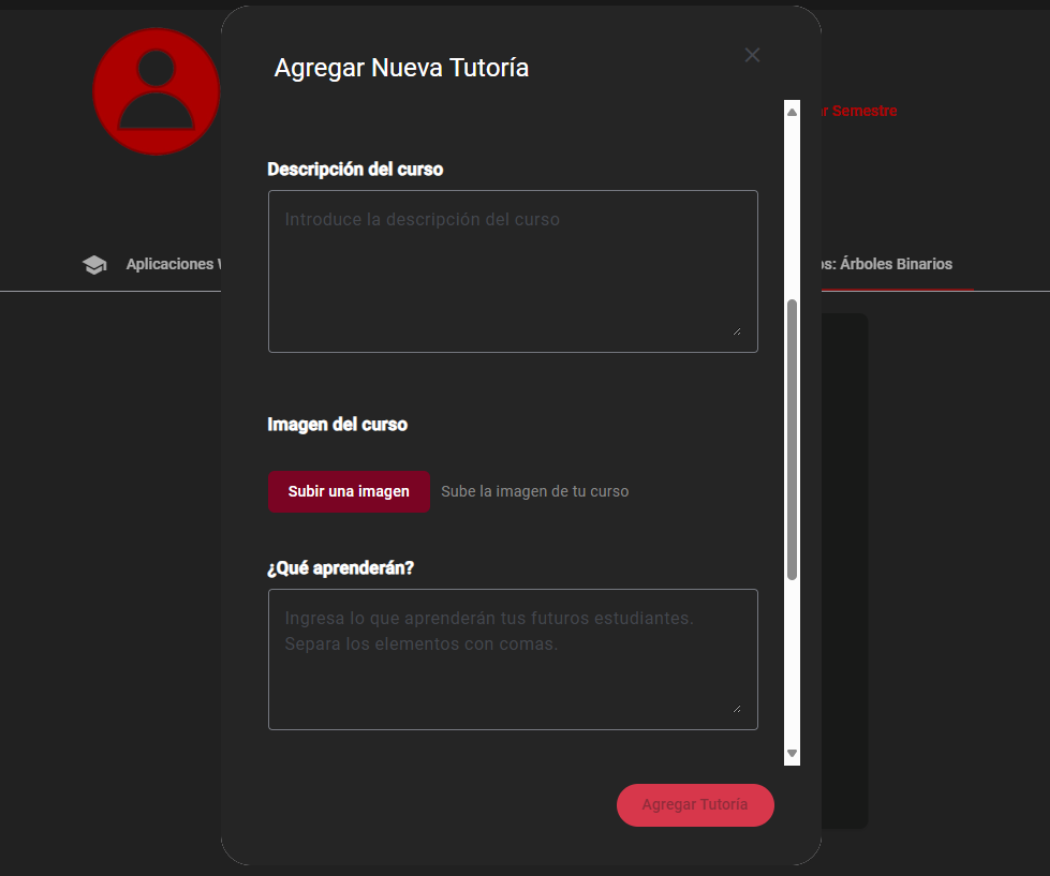 Agregar Nueva Tutoría
r Semestre
Descripción del curso
Introduce la descripción del curso
Aplicaciones
os: Árboles Binarios
Imagen del curso
Subir una imagen
Sube la imagen de tu curso
¿Qué aprenderán?
Ingresa lo que aprenderán tus futuros estudiantes.
Separa los elementos con comas.
Agregar Tutoría